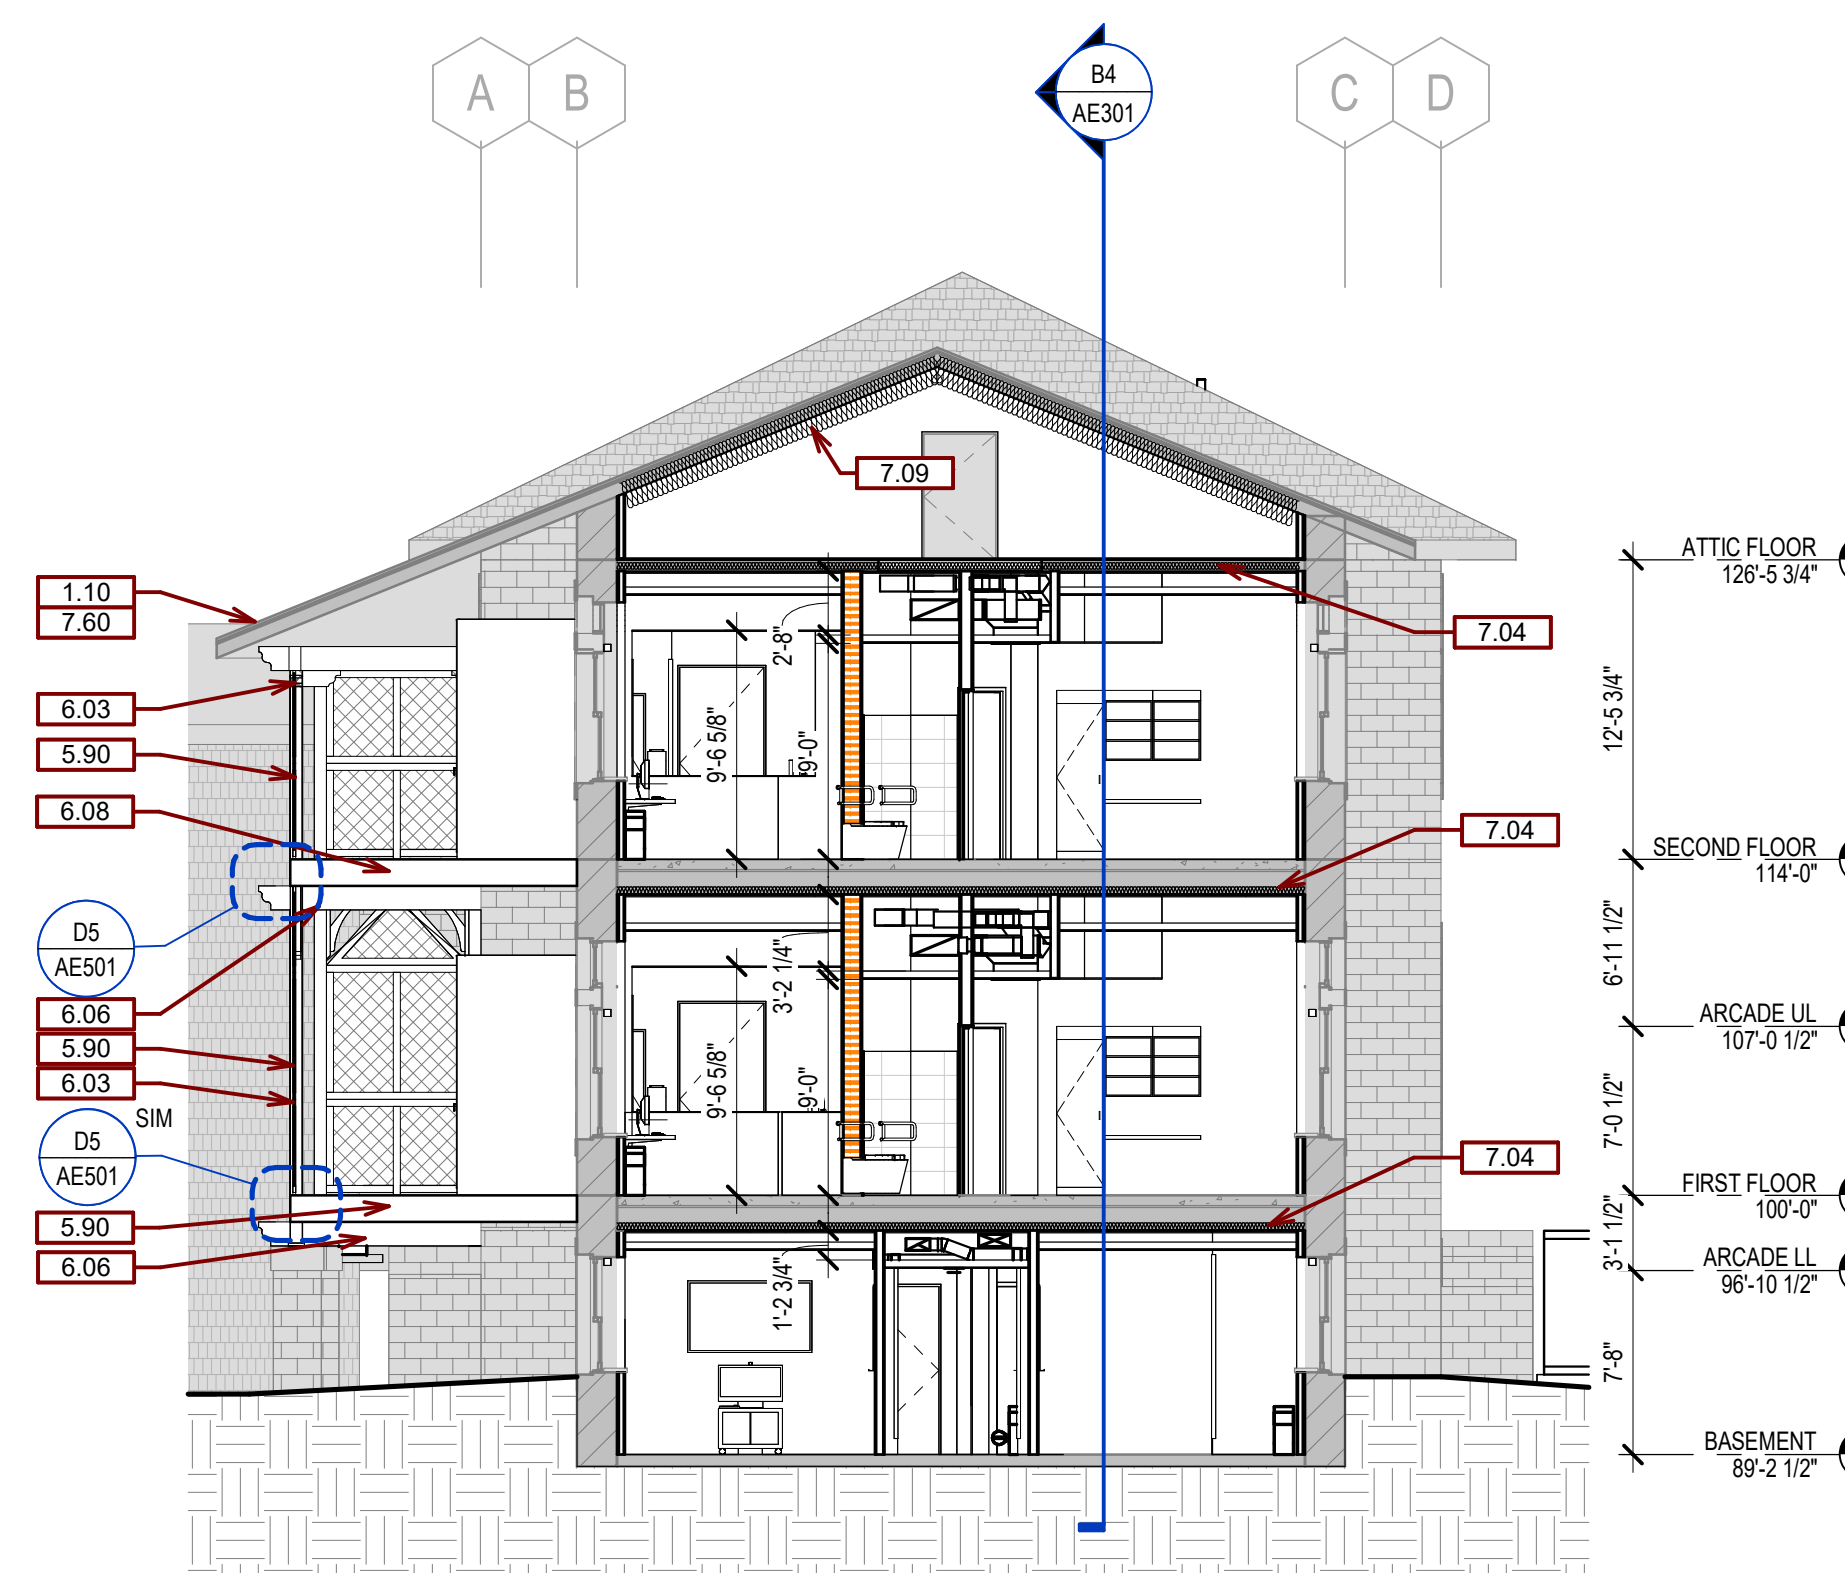 A
B
B4
AE301
C
D
7.09
1.10
7.60
6.03
5.90
6.08
D5
AE501
6.06
5.90
6.03
SIM
D5
AE501
5.90
6.06
2'-8"
9'-6 5/8"
9'-0"
3'-2 1/4"
9'-6 5/8"
9'-0"
1'-2 3/4"
7.04
7.04
7.04
ATTIC FLOOR
126'-5 3/4"
12'-5 3/4"
SECOND FLOOR
114'-0"
6'-11 1/2"
ARCADE UL
107'-0 1/2"
7'-0 1/2"
FIRST FLOOR
100'-0"
3'-1 1/2"
ARCADE LL
96'-10 1/2"
7'-8"
BASEMENT
89'-2 1/2"